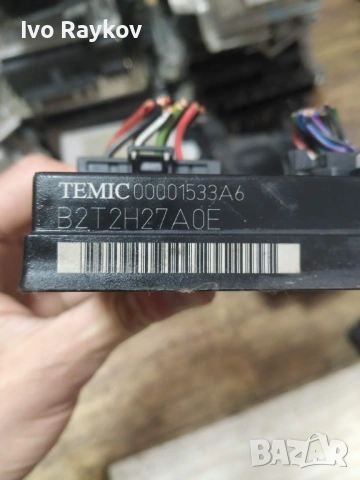 Ivo Raykov
TEMIC 00001533A6
B2T2H27A0E
BAZAR